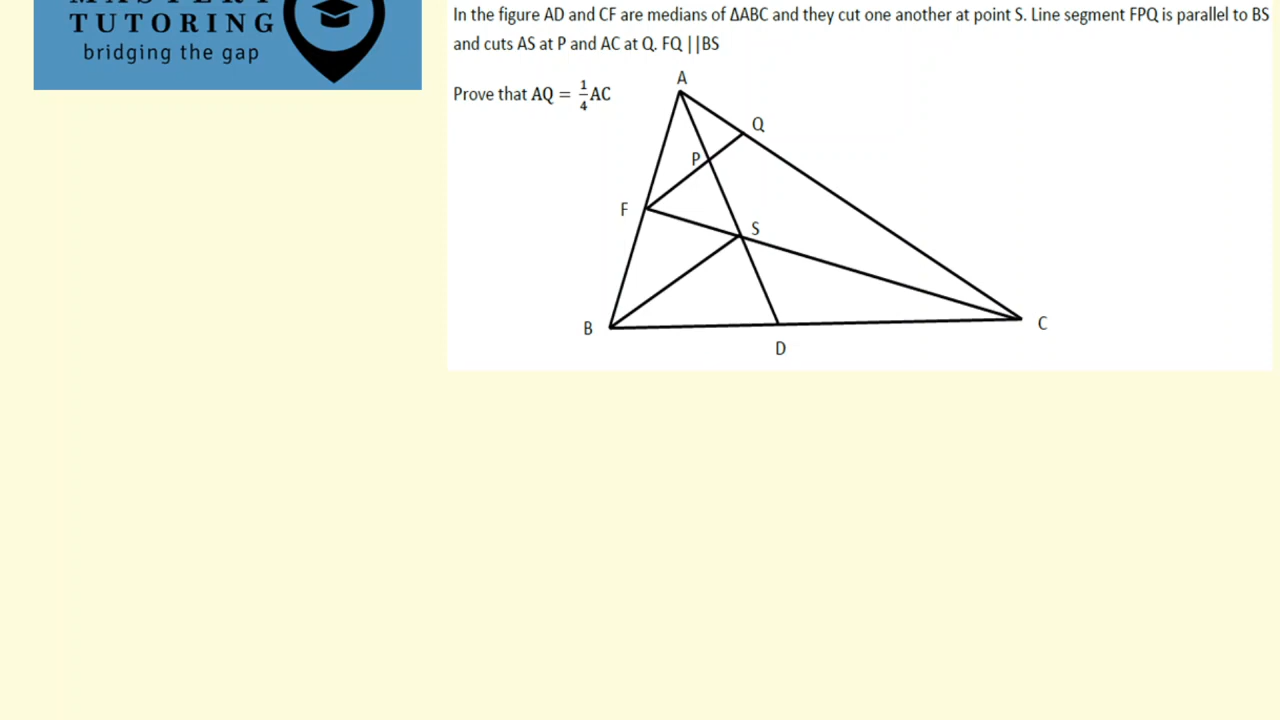 MASTERY
TUTORING
bridging the gap
In the figure AD and CF are medians of ΔABC and they cut one another at point S. Line segment FPQ is parallel to BS
and cuts AS at P and AC at Q. FQ ||BS
Prove that AQ = 1/4 AC
A
Q
P
F
S
B
C
D